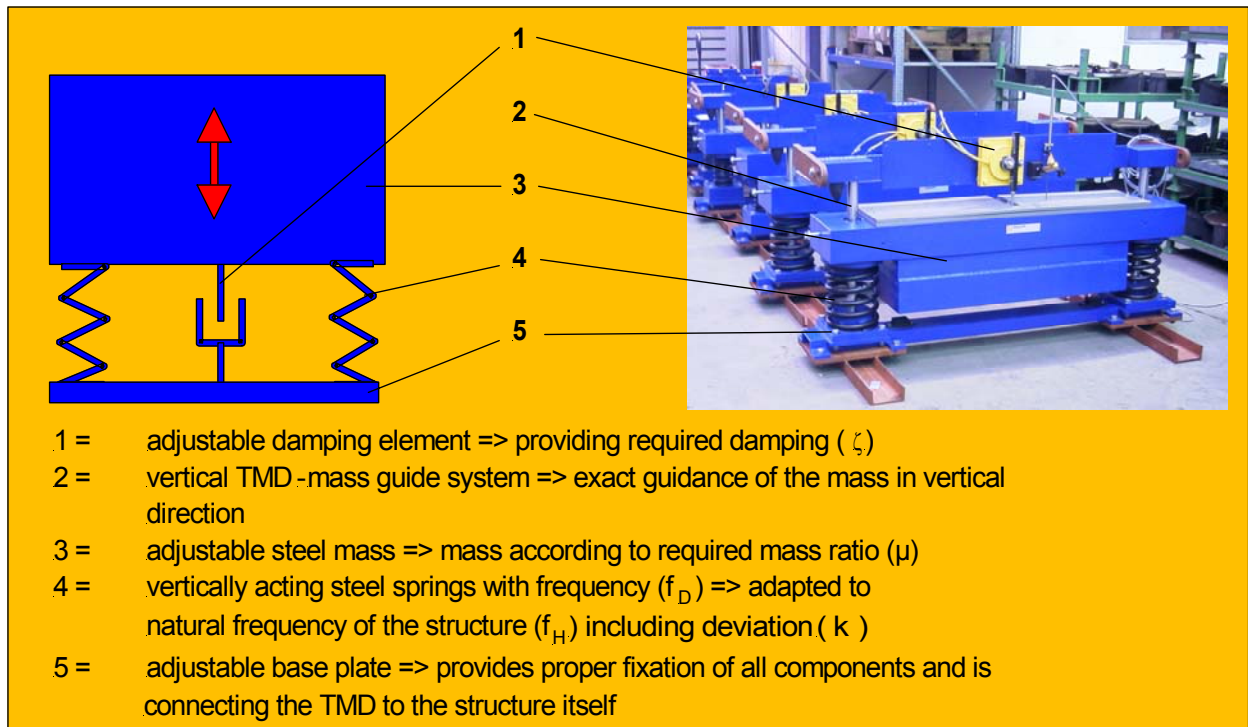 1
2
3
4
5
1 = adjustable damping element => providing required damping ( ζ)
2 = vertical TMD-mass guide system => exact guidance of the mass in vertical
direction
3 = adjustable steel mass => mass according to required mass ratio (µ)
4 = vertically acting steel springs with frequency (f D) => adapted to
natural frequency of the structure (f H) including deviation ( k )
5 = adjustable base plate => provides proper fixation of all components and is
connecting the TMD to the structure itself